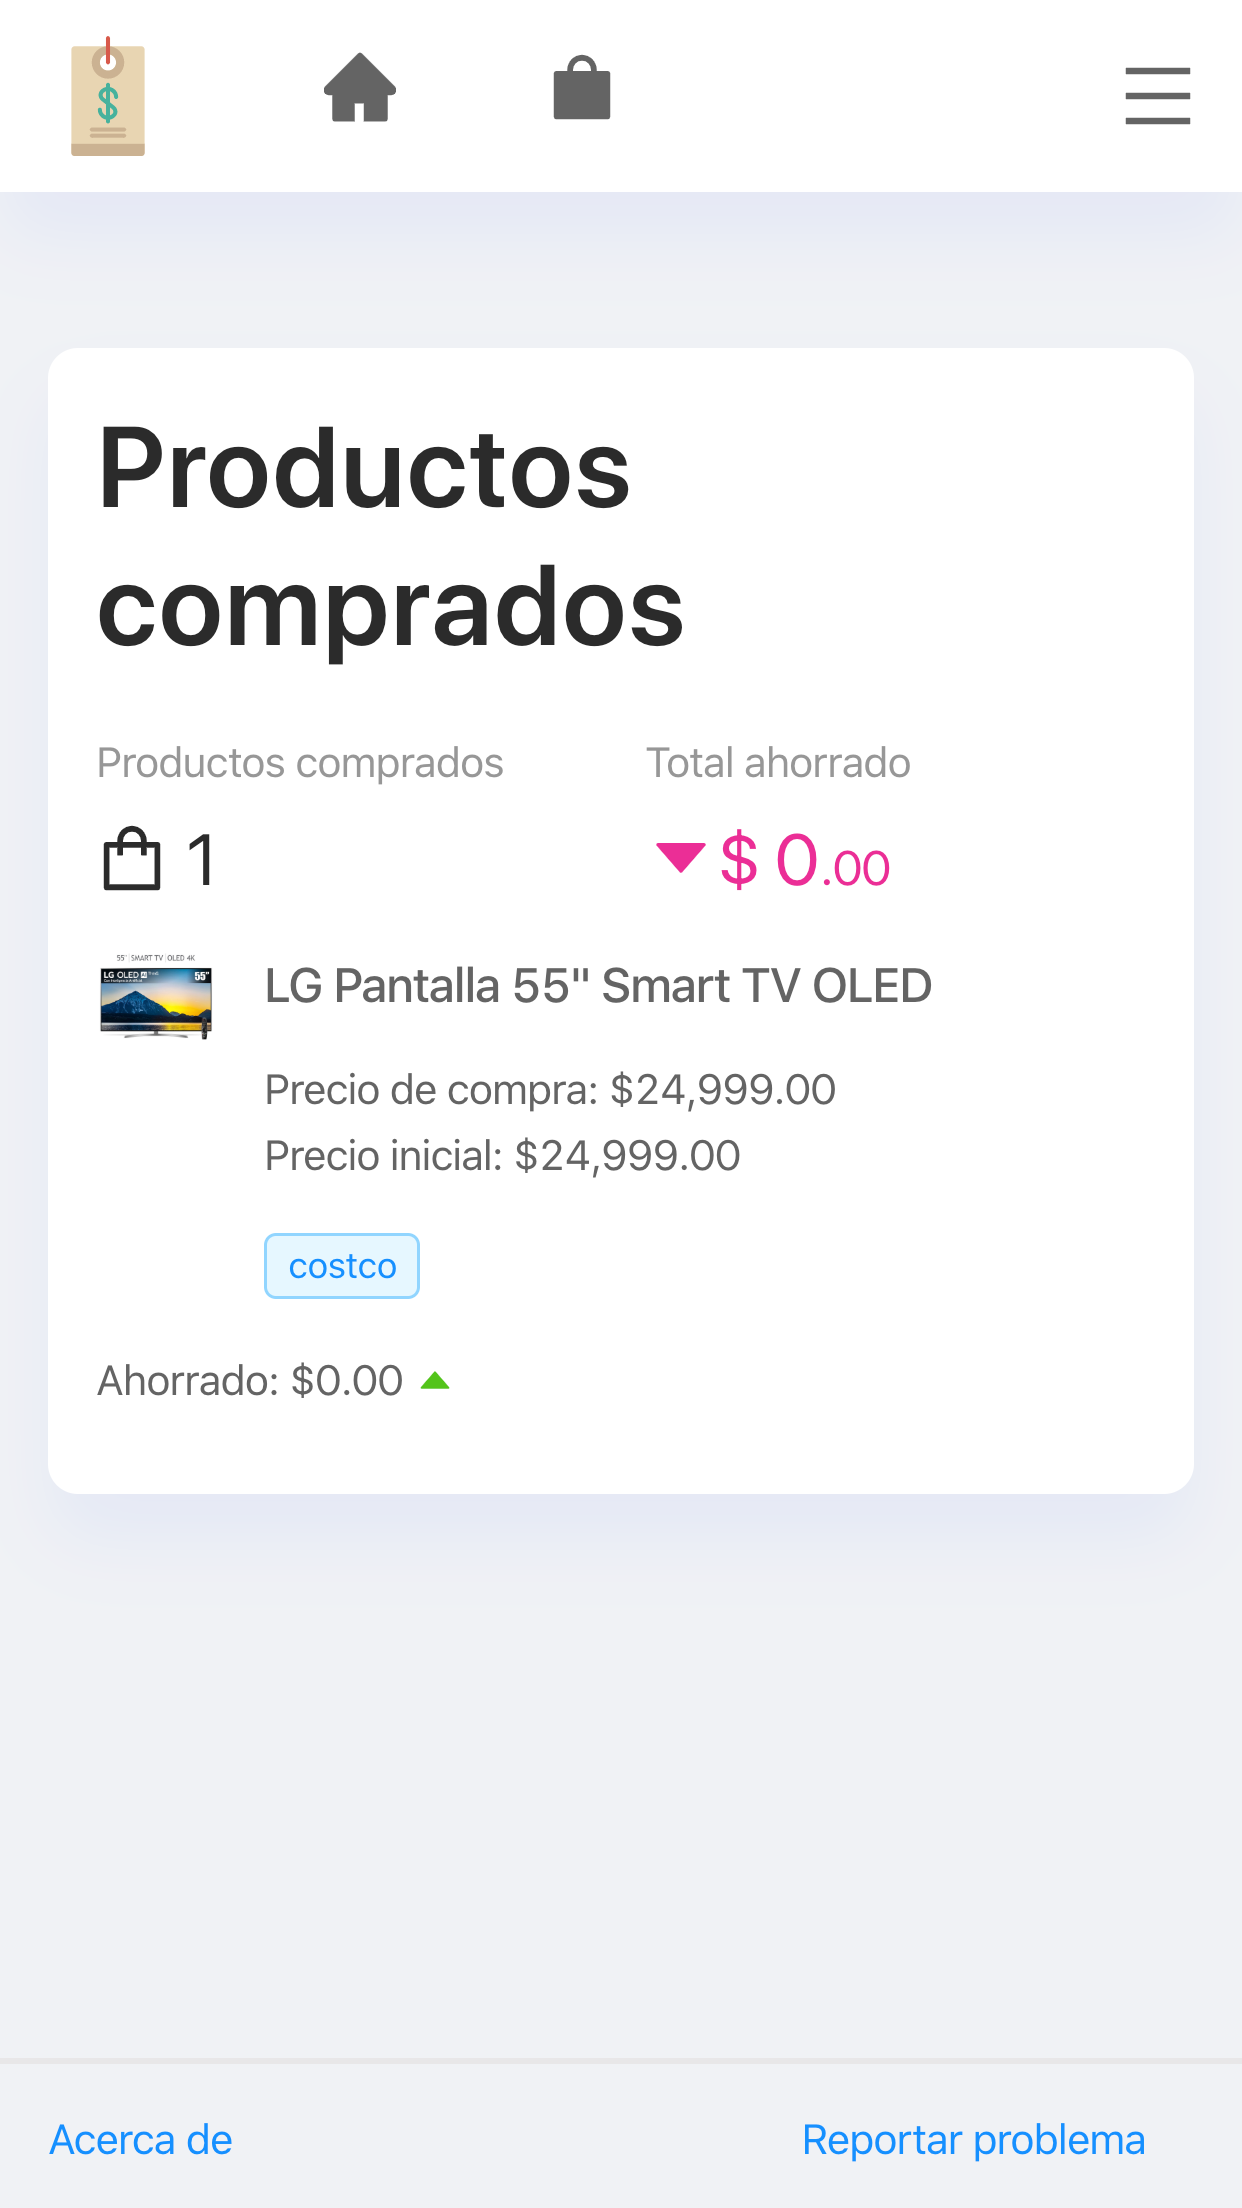 $
Productos
comprados
Productos comprados
Total ahorrado
1
$ 0.00
55" SMART TV OLED 4K
LG OLED
55"
LG Pantalla 55" Smart TV OLED
Precio de compra: $24,999.00
Precio inicial: $24,999.00
costco
Ahorrado: $0.00
Acerca de
Reportar problema